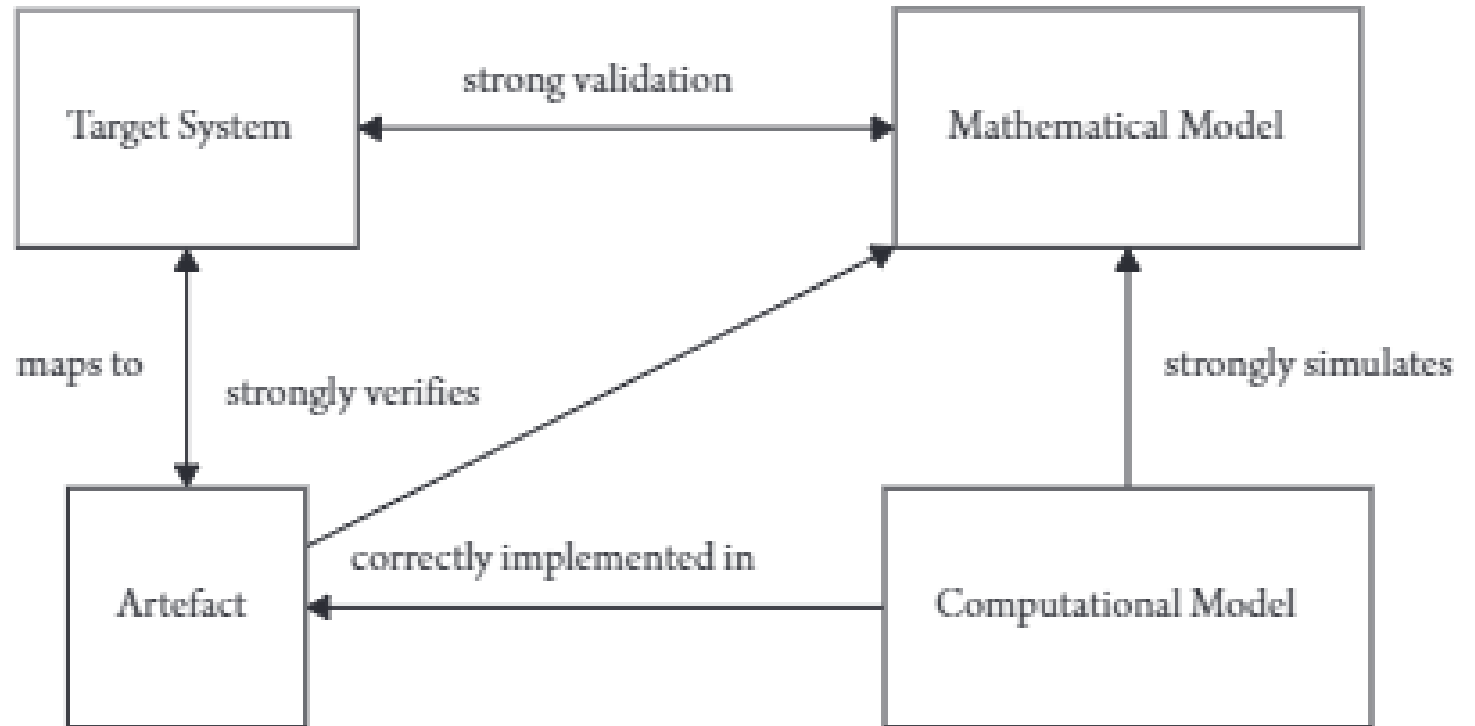 strong validation
Target System
Mathematical Model
maps to
strongly simulates
strongly verifies
correctly implemented in
Artefact
Computational Model